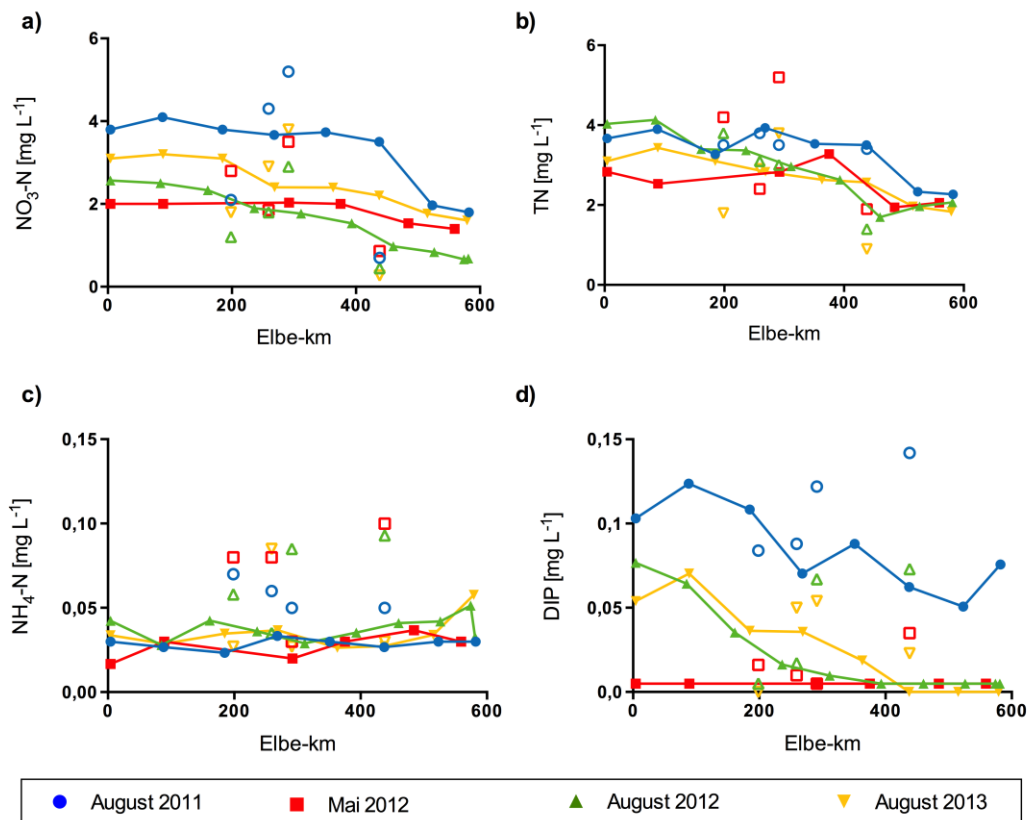 a)
NO₃-N [mg L⁻¹]
6
4
2
0
0 200 400 600
Elbe-km
b)
TN [mg L⁻¹]
6
4
2
0
0 200 400 600
Elbe-km
c)
NH₄-N [mg L⁻¹]
0,15
0,10
0,05
0,00
0 200 400 600
Elbe-km
d)
DIP [mg L⁻¹]
0,15
0,1
0,05
0,0
0 200 400 600
Elbe-km
August 2011 Mai 2012 August 2012 August 2013